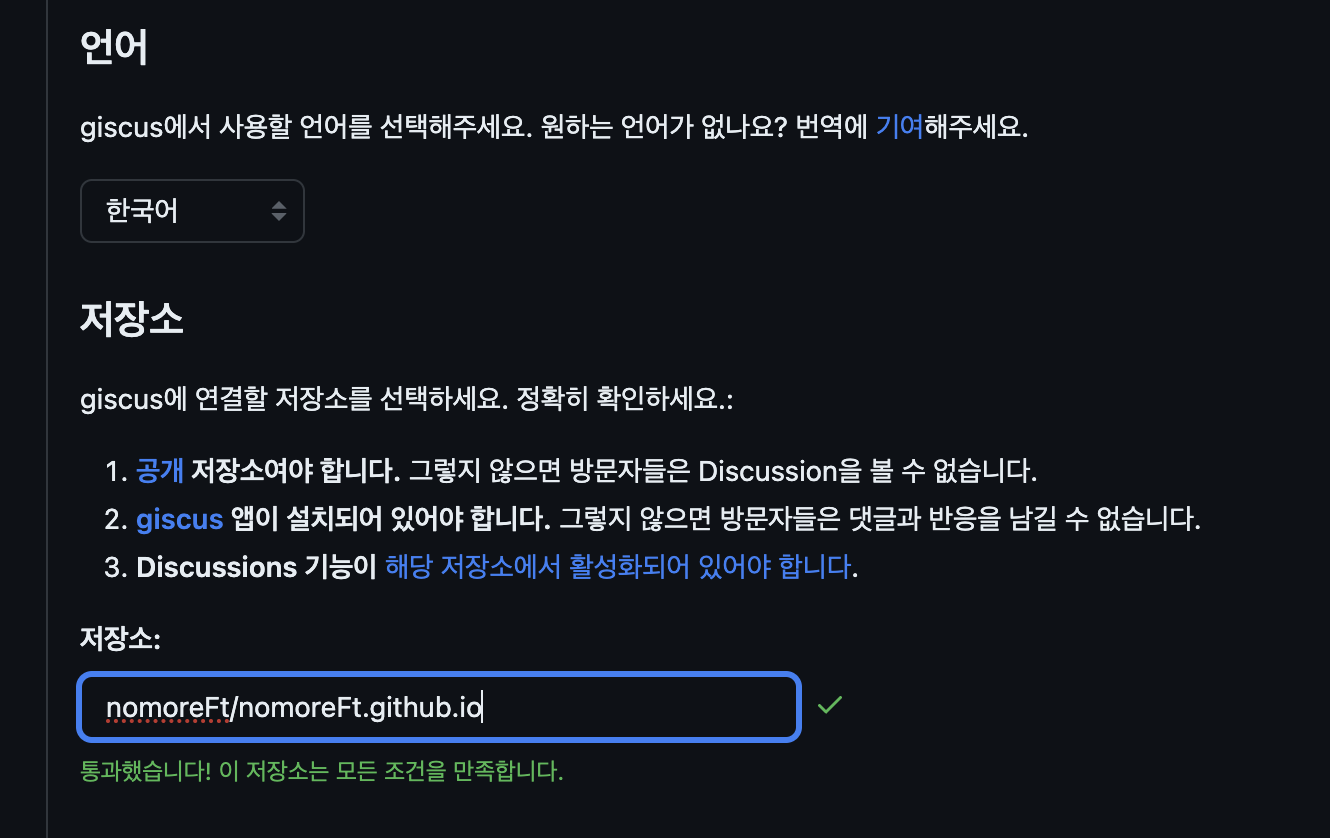 언어
giscus에서 사용할 언어를 선택해주세요. 원하는 언어가 없나요? 번역에 기여해주세요.
한국어
저장소
giscus에 연결할 저장소를 선택하세요. 정확히 확인하세요.:
1. 공개 저장소여야 합니다. 그렇지 않으면 방문자들은 Discussion을 볼 수 없습니다.
2. giscus 앱이 설치되어 있어야 합니다. 그렇지 않으면 방문자들은 댓글과 반응을 남길 수 없습니다.
3. Discussions 기능이 해당 저장소에서 활성화되어 있어야 합니다.
저장소:
nomoreFt/nomoreFt.github.io
통과했습니다! 이 저장소는 모든 조건을 만족합니다.